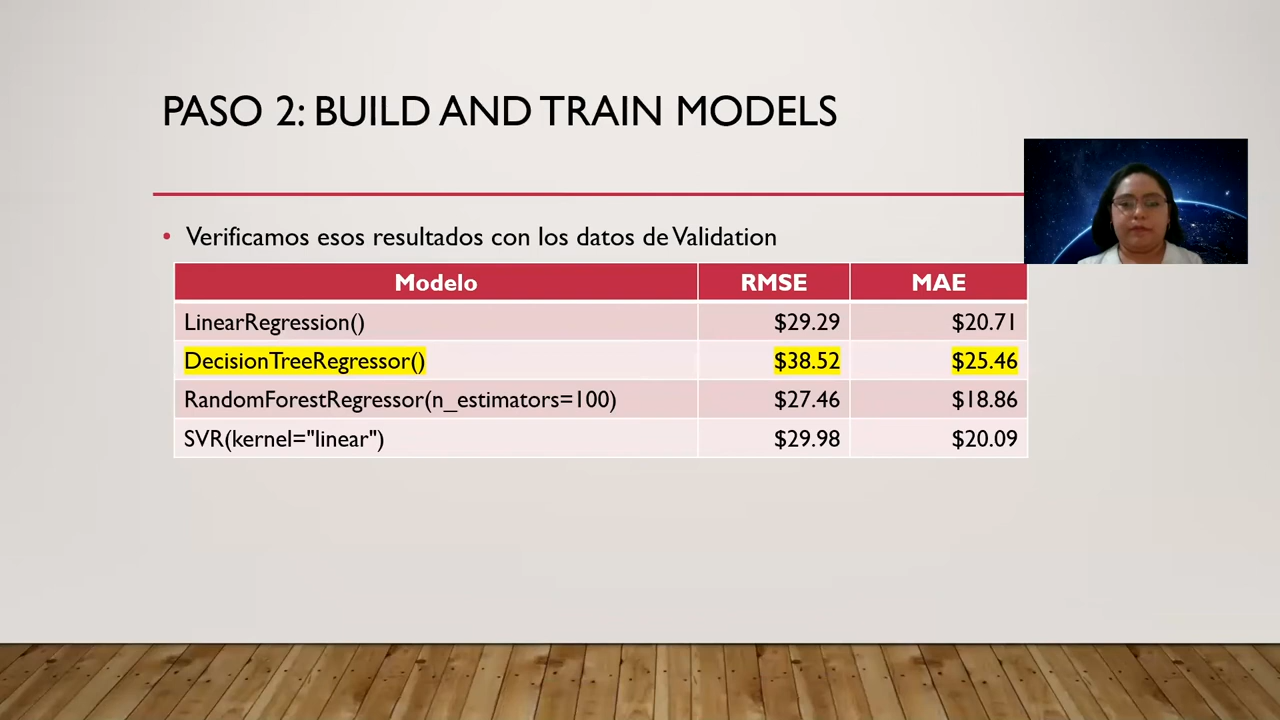 PASO 2: BUILD AND TRAIN MODELS
• Verificamos esos resultados con los datos de Validation
Modelo RMSE MAE
LinearRegression() $29.29 $20.71
DecisionTreeRegressor() $38.52 $25.46
RandomForestRegressor(n_estimators=100) $27.46 $18.86
SVR(kernel="linear") $29.98 $20.09